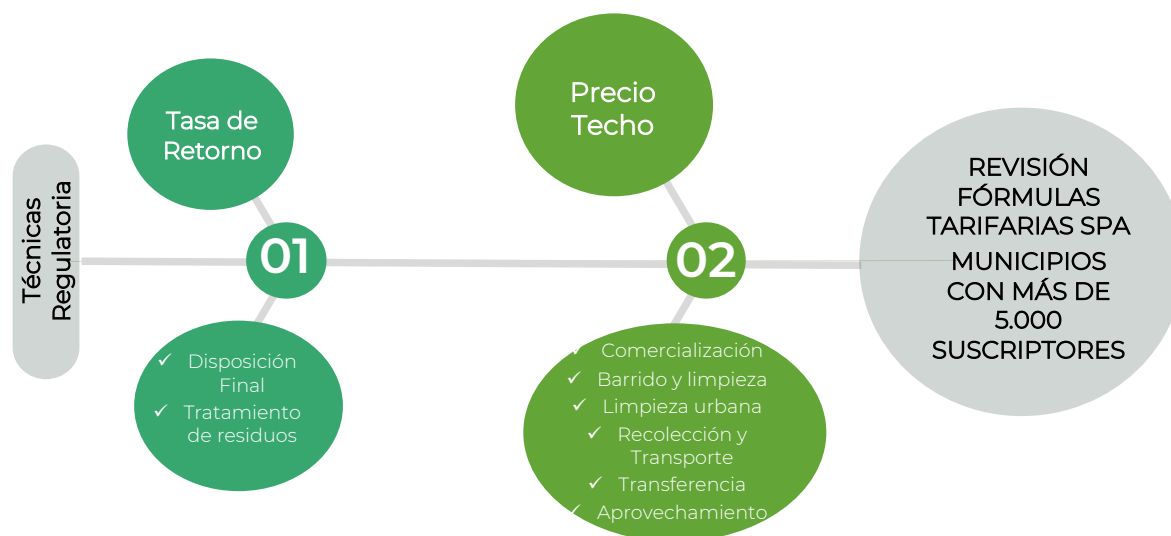 Técnicas
Regulatoria
Tasa de
Retorno
01
✓ Disposición
Final
✓ Tratamiento
de residuos
Precio
Techo
02
✓ Comercialización
✓ Barrido y limpieza
✓ Limpieza urbana
✓ Recolección y
Transporte
✓ Transferencia
✓ Aprovechamiento
REVISIÓN
FÓRMULAS
TARIFARIAS SPA
MUNICIPIOS
CON MÁS DE
5.000
SUSCRIPTORES